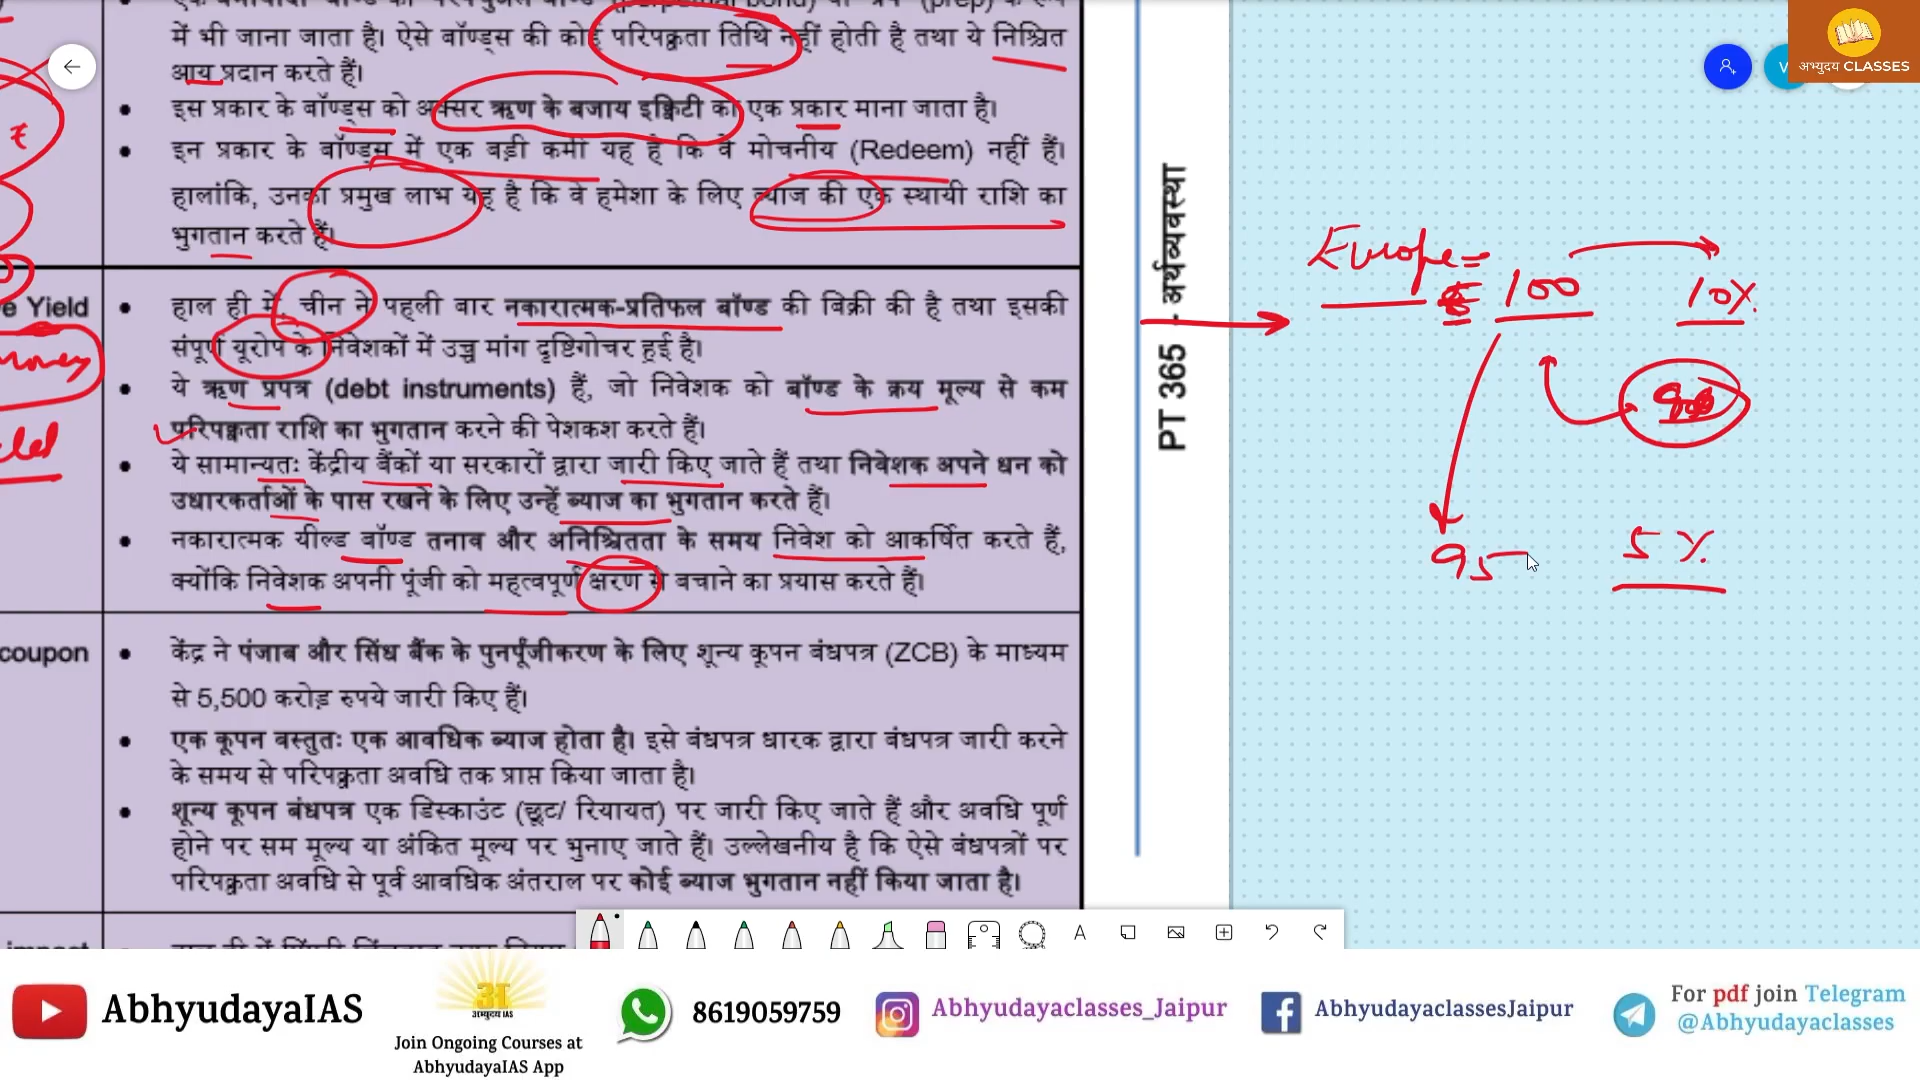 में भी जाना जाता है। ऐसे बॉण्ड्स की कोई परिपक्वता तिथि नहीं होती है तथा ये निश्चित
आय प्रदान करते हैं।
• इस प्रकार के बॉण्ड्स को अक्सर ऋण के बजाय इक्विटी का एक प्रकार माना जाता है।
• इन प्रकार के बॉण्ड्स में एक बड़ी कमी यह है कि वे मोचनीय (Redeem) नहीं हैं।
हालांकि, उनका प्रमुख लाभ यह है कि वे हमेशा के लिए ब्याज की एक स्थायी राशि का
भुगतान करते हैं।
e Yield
money
• हाल ही में, चीन ने पहली बार नकारात्मक-प्रतिफल बॉण्ड की बिक्री की है तथा इसकी
संपूर्ण यूरोप के निवेशकों में उच्च मांग दृष्टिगोचर हुई है।
• ये ऋण प्रपत्र (debt instruments) हैं, जो निवेशक को बॉण्ड के क्रय मूल्य से कम
परिपक्वता राशि का भुगतान करने की पेशकश करते हैं।
• ये सामान्यतः केंद्रीय बैंकों या सरकारों द्वारा जारी किए जाते हैं तथा निवेशक अपने धन को
उधारकर्ताओं के पास रखने के लिए उन्हें ब्याज का भुगतान करते हैं।
• नकारात्मक यील्ड बॉण्ड तनाव और अनिश्चितता के समय निवेश को आकर्षित करते हैं,
क्योंकि निवेशक अपनी पूंजी को महत्वपूर्ण क्षरण से बचाने का प्रयास करते हैं।
coupon
• केंद्र ने पंजाब और सिंध बैंक के पुनर्पूंजीकरण के लिए शून्य कूपन बंधपत्र (ZCB) के माध्यम
से 5,500 करोड़ रुपये जारी किए हैं।
• एक कूपन वस्तुतः एक आवधिक ब्याज होता है। इसे बंधपत्र धारक द्वारा बंधपत्र जारी करने
के समय से परिपक्वता अवधि तक प्राप्त किया जाता है।
• शून्य कूपन बंधपत्र एक डिस्काउंट (छूट/ रियायत) पर जारी किए जाते हैं और अवधि पूर्ण
होने पर सम मूल्य या अंकित मूल्य पर भुनाए जाते हैं। उल्लेखनीय है कि ऐसे बंधपत्रों पर
परिपक्वता अवधि से पूर्व आवधिक अंतराल पर कोई ब्याज भुगतान नहीं किया जाता है।
PT 365 - अर्थव्यवस्था
Europe=
100
10%
95
5%
अभ्युदय CLASSES
AbhyudayaIAS
अभ्युदय IAS
Join Ongoing Courses at
AbhyudayaIAS App
8619059759
Abhyudayaclasses_Jaipur
AbhyudayaclassesJaipur
For pdf join Telegram
@Abhyudayaclasses